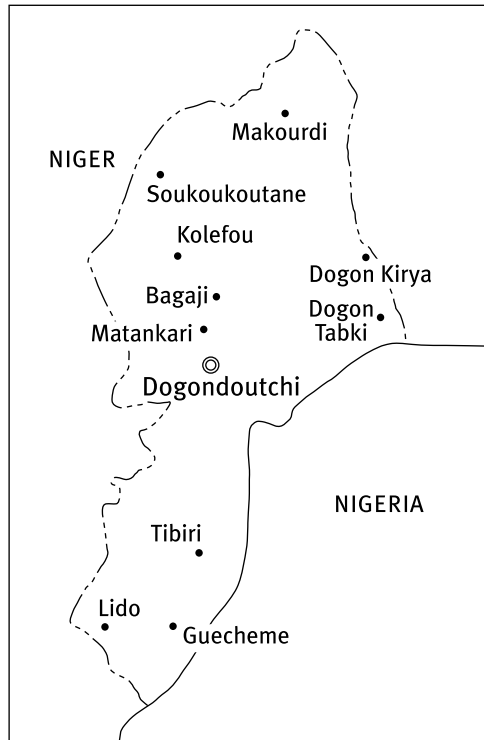 Makourdi
NIGER
Soukoukoutane
Kolefou
Dogon Kirya
Bagaji
Dogon
Tabki
Matankari
Dogondoutchi
NIGERIA
Tibiri
Lido
Guecheme